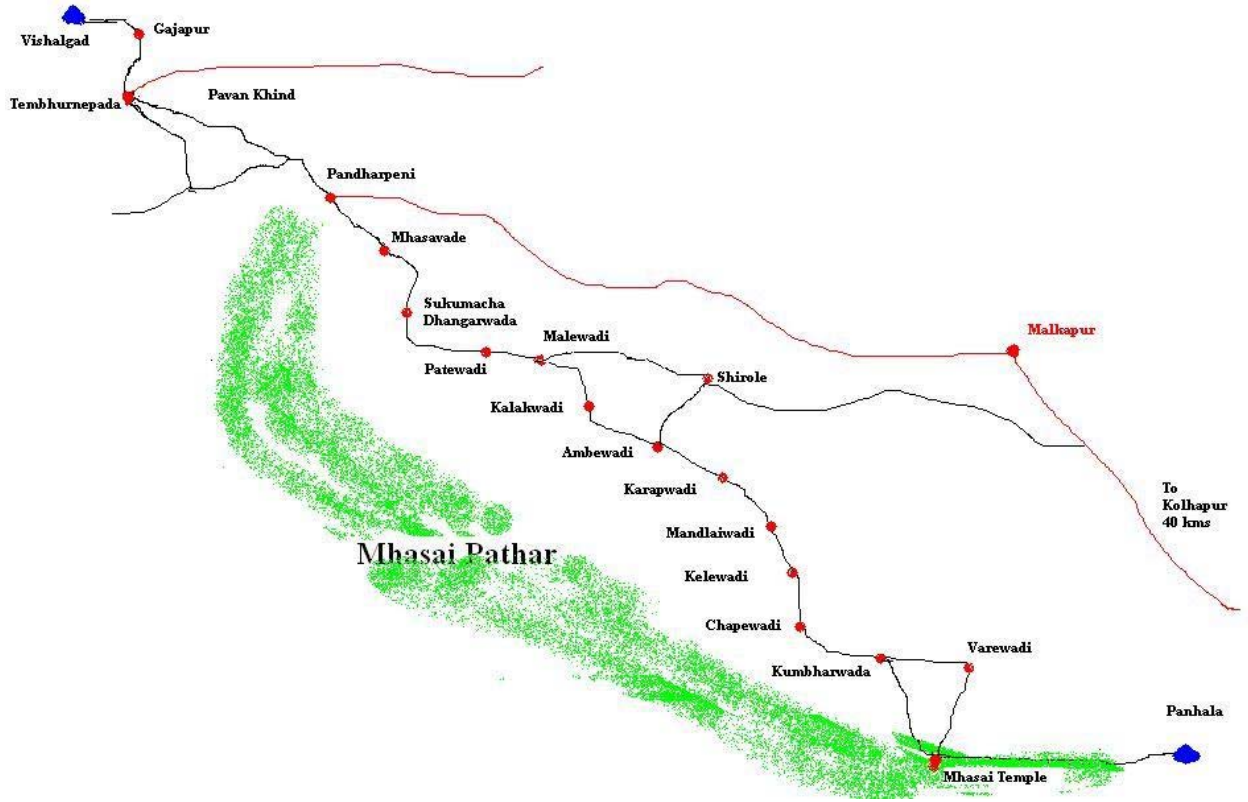 Vishalgad
Gajapur
Tembhurnepada
Pavan Khind
Pandharpeni
Mhasavade
Sukumacha
Dhangarwada
Malewadi
Malkapur
Patewadi
Shirole
Kalakwadi
Ambewadi
Karapwadi
To
Kolhapur
40 kms
Mandlaiwadi
Mhasai Pathar
Kelewadi
Chapewadi
Varewadi
Kumbharwada
Panhala
Mhasai Temple